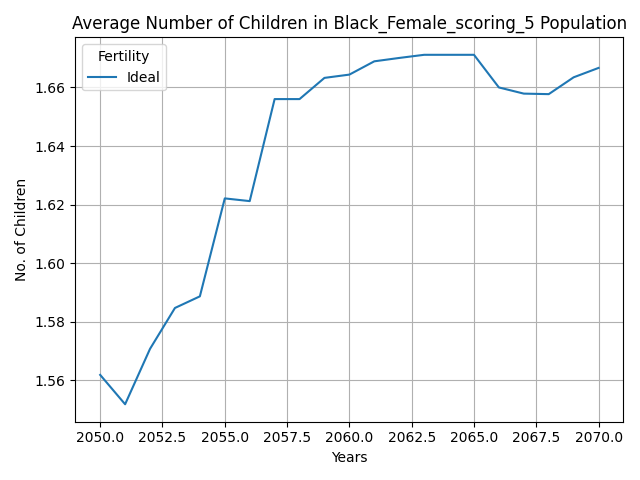 Average Number of Children in Black_Female_scoring_5 Population
Fertility
Ideal
No. of Children
1.66
1.64
1.62
1.60
1.58
1.56
2050.0 2052.5 2055.0 2057.5 2060.0 2062.5 2065.0 2067.5 2070.0
Years